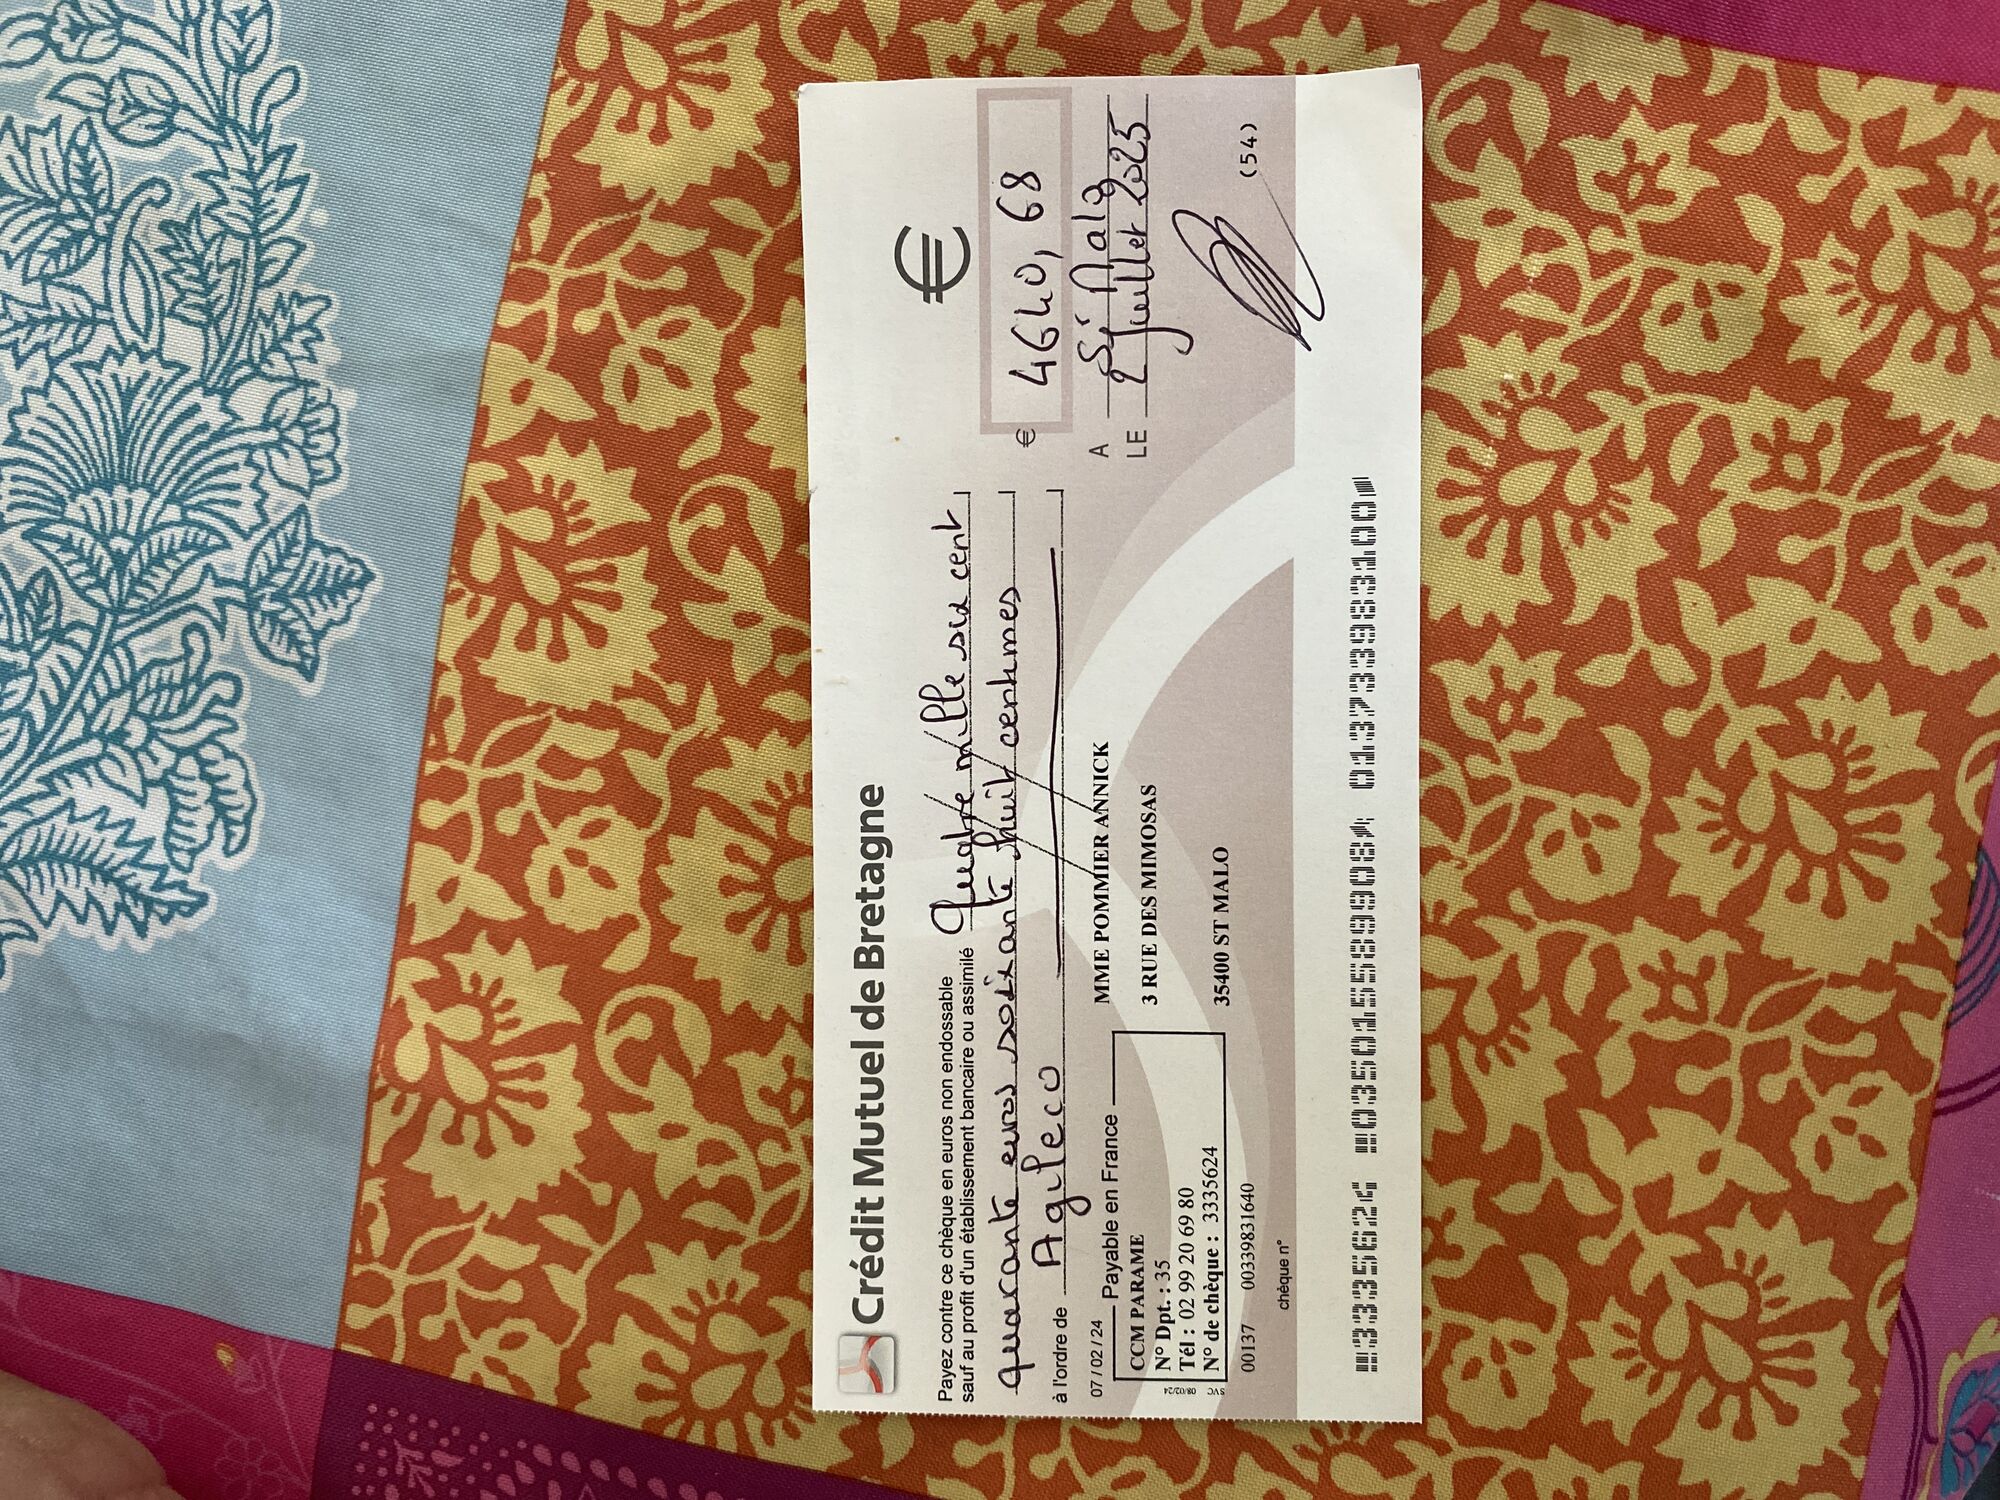 Crédit Mutuel de Bretagne
€
Payez contre ce chèque en euros non endossable
sauf au profit d'un établissement bancaire ou assimilé
Quatre mille six cent
quarante euros soixante huit centimes
€ 4640,68
à l'ordre de Agileco
A St Malo
LE 2 juillet 2025
07/02/24 Payable en France
CCM PARAME
N° Dpt. : 35
Tél : 02 99 20 69 80
N° de chèque : 3335624
SVC 08/02/24
MME POMMIER ANNICK
3 RUE DES MIMOSAS
35400 ST MALO
00137 00339831640
(54)
chèque n°
3335624 035015589908 013733983100